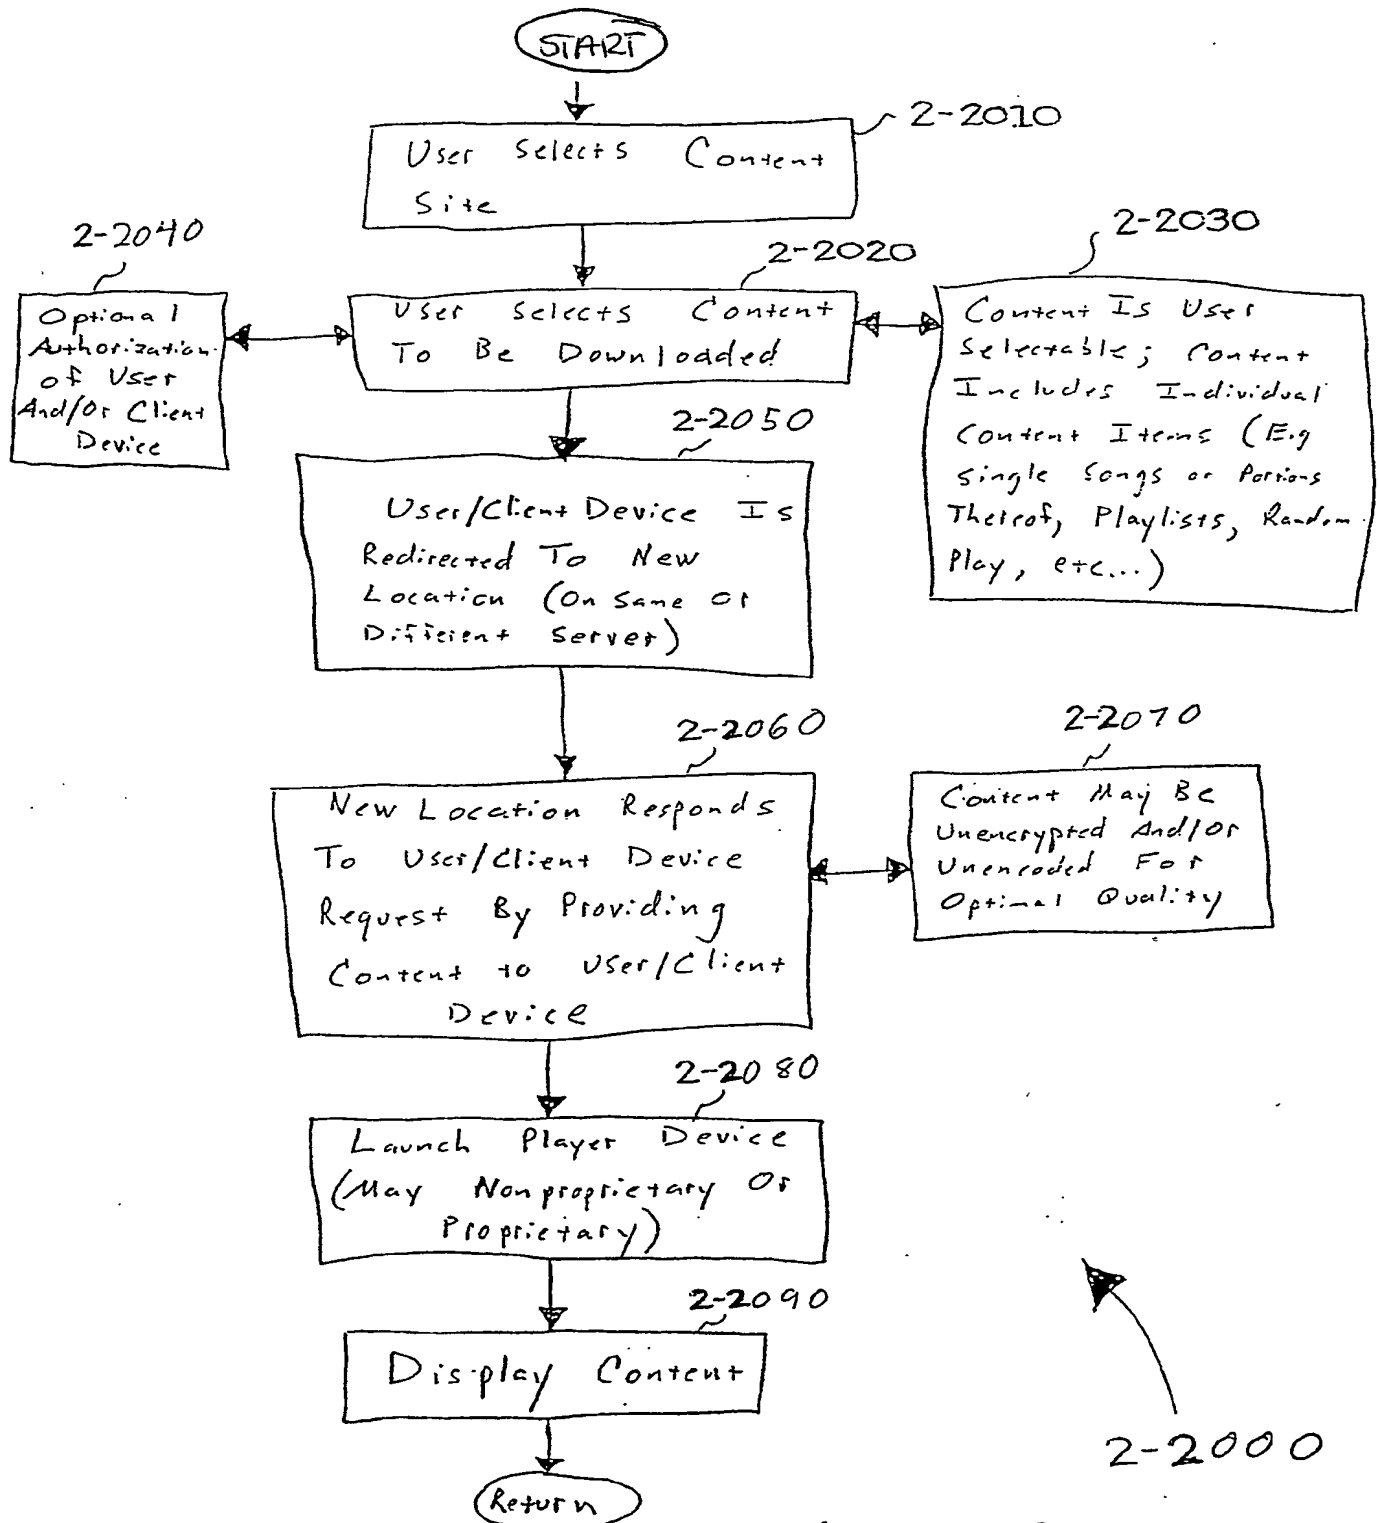 START
2-2010
User Selects Content
Site
2-2040
2-2020
2-2030
Optional
Authorization
of User
And/Or Client
Device
User Selects Content
To Be Downloaded
Content Is User
Selectable; Content
Includes Individual
Content Items (E.g
Single Songs or Portions
Thereof, Playlists, Random
Play, etc...)
2-2050
User/Client Device Is
Redirected To New
Location (On Same or
Different Server)
2-2060
2-2070
New Location Responds
To User/Client Device
Request By Providing
Content to User/Client
Device
Content May Be
Unencrypted And/Or
Unencoded For
Optimal Quality
2-2080
Launch Player Device
(May Nonproprietary Or
Proprietary)
2-2090
Display Content
2-2000
Return